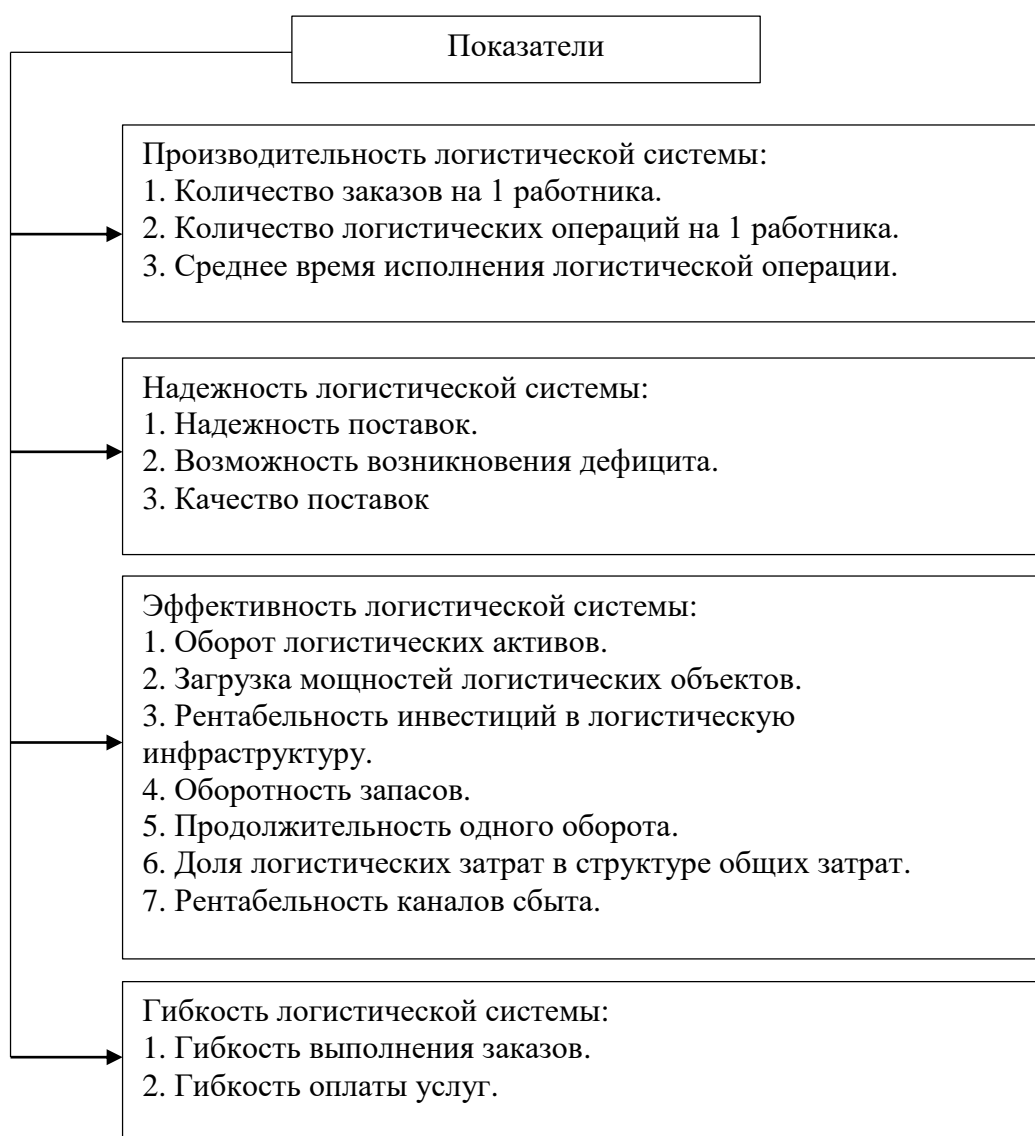 Показатели
Производительность логистической системы:
1. Количество заказов на 1 работника.
2. Количество логистических операций на 1 работника.
3. Среднее время исполнения логистической операции.
Надежность логистической системы:
1. Надежность поставок.
2. Возможность возникновения дефицита.
3. Качество поставок
Эффективность логистической системы:
1. Оборот логистических активов.
2. Загрузка мощностей логистических объектов.
3. Рентабельность инвестиций в логистическую
инфраструктуру.
4. Оборотность запасов.
5. Продолжительность одного оборота.
6. Доля логистических затрат в структуре общих затрат.
7. Рентабельность каналов сбыта.
Гибкость логистической системы:
1. Гибкость выполнения заказов.
2. Гибкость оплаты услуг.